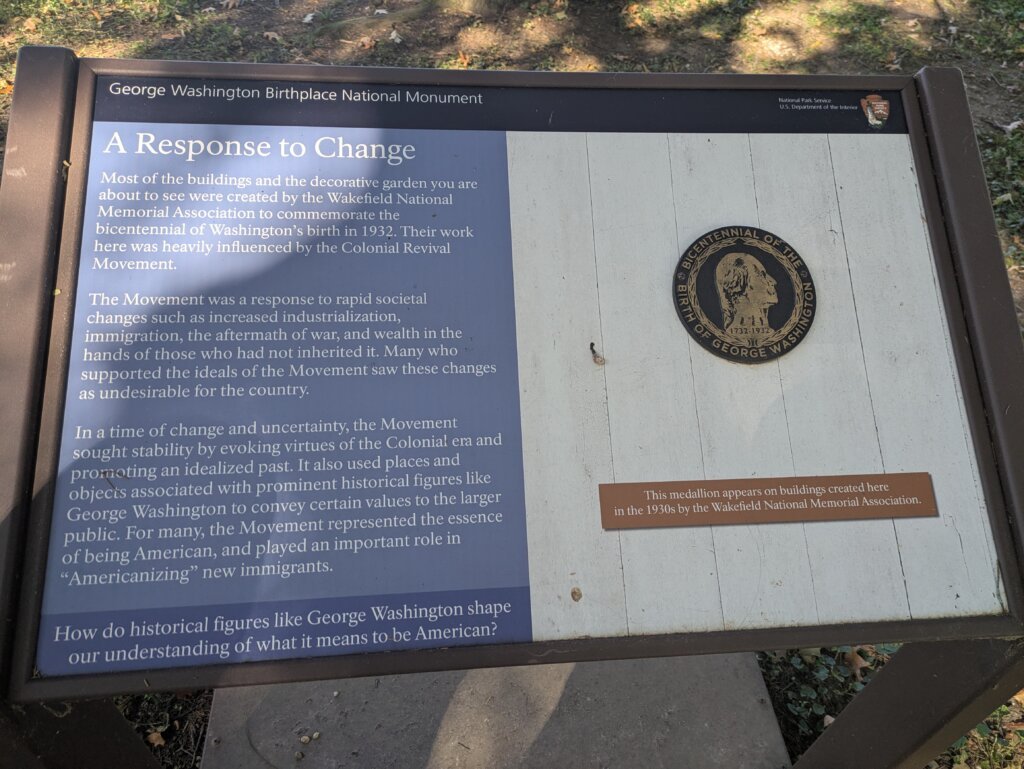 George Washington Birthplace National Monument
National Park Service
U.S. Department of the Interior
A Response to Change
Most of the buildings and the decorative garden you are
about to see were created by the Wakefield National
Memorial Association to commemorate the
bicentennial of Washington's birth in 1932. Their work
here was heavily influenced by the Colonial Revival
Movement.
The Movement was a response to rapid societal
changes such as increased industrialization,
immigration, the aftermath of war, and wealth in the
hands of those who had not inherited it. Many who
supported the ideals of the Movement saw these changes
as undesirable for the country.
In a time of change and uncertainty, the Movement
sought stability by evoking virtues of the Colonial era and
promoting an idealized past. It also used places and
objects associated with prominent historical figures like
George Washington to convey certain values to the larger
public. For many, the Movement represented the essence
of being American, and played an important role in
“Americanizing” new immigrants.
How do historical figures like George Washington shape
our understanding of what it means to be American?
BICENTENNIAL OF THE
BIRTH OF GEORGE WASHINGTON
1732-1932
This medallion appears on buildings created here
in the 1930s by the Wakefield National Memorial Association.